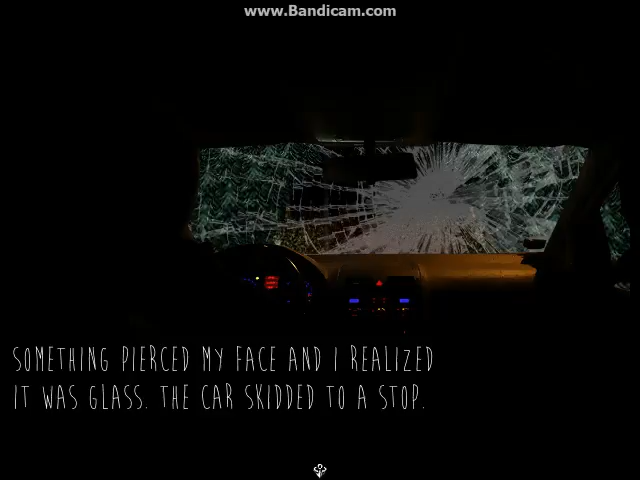 www.Bandicam.com
SOMETHING PIERCED MY FACE AND I REALIZED
IT WAS GLASS. THE CAR SKIDDED TO A STOP.